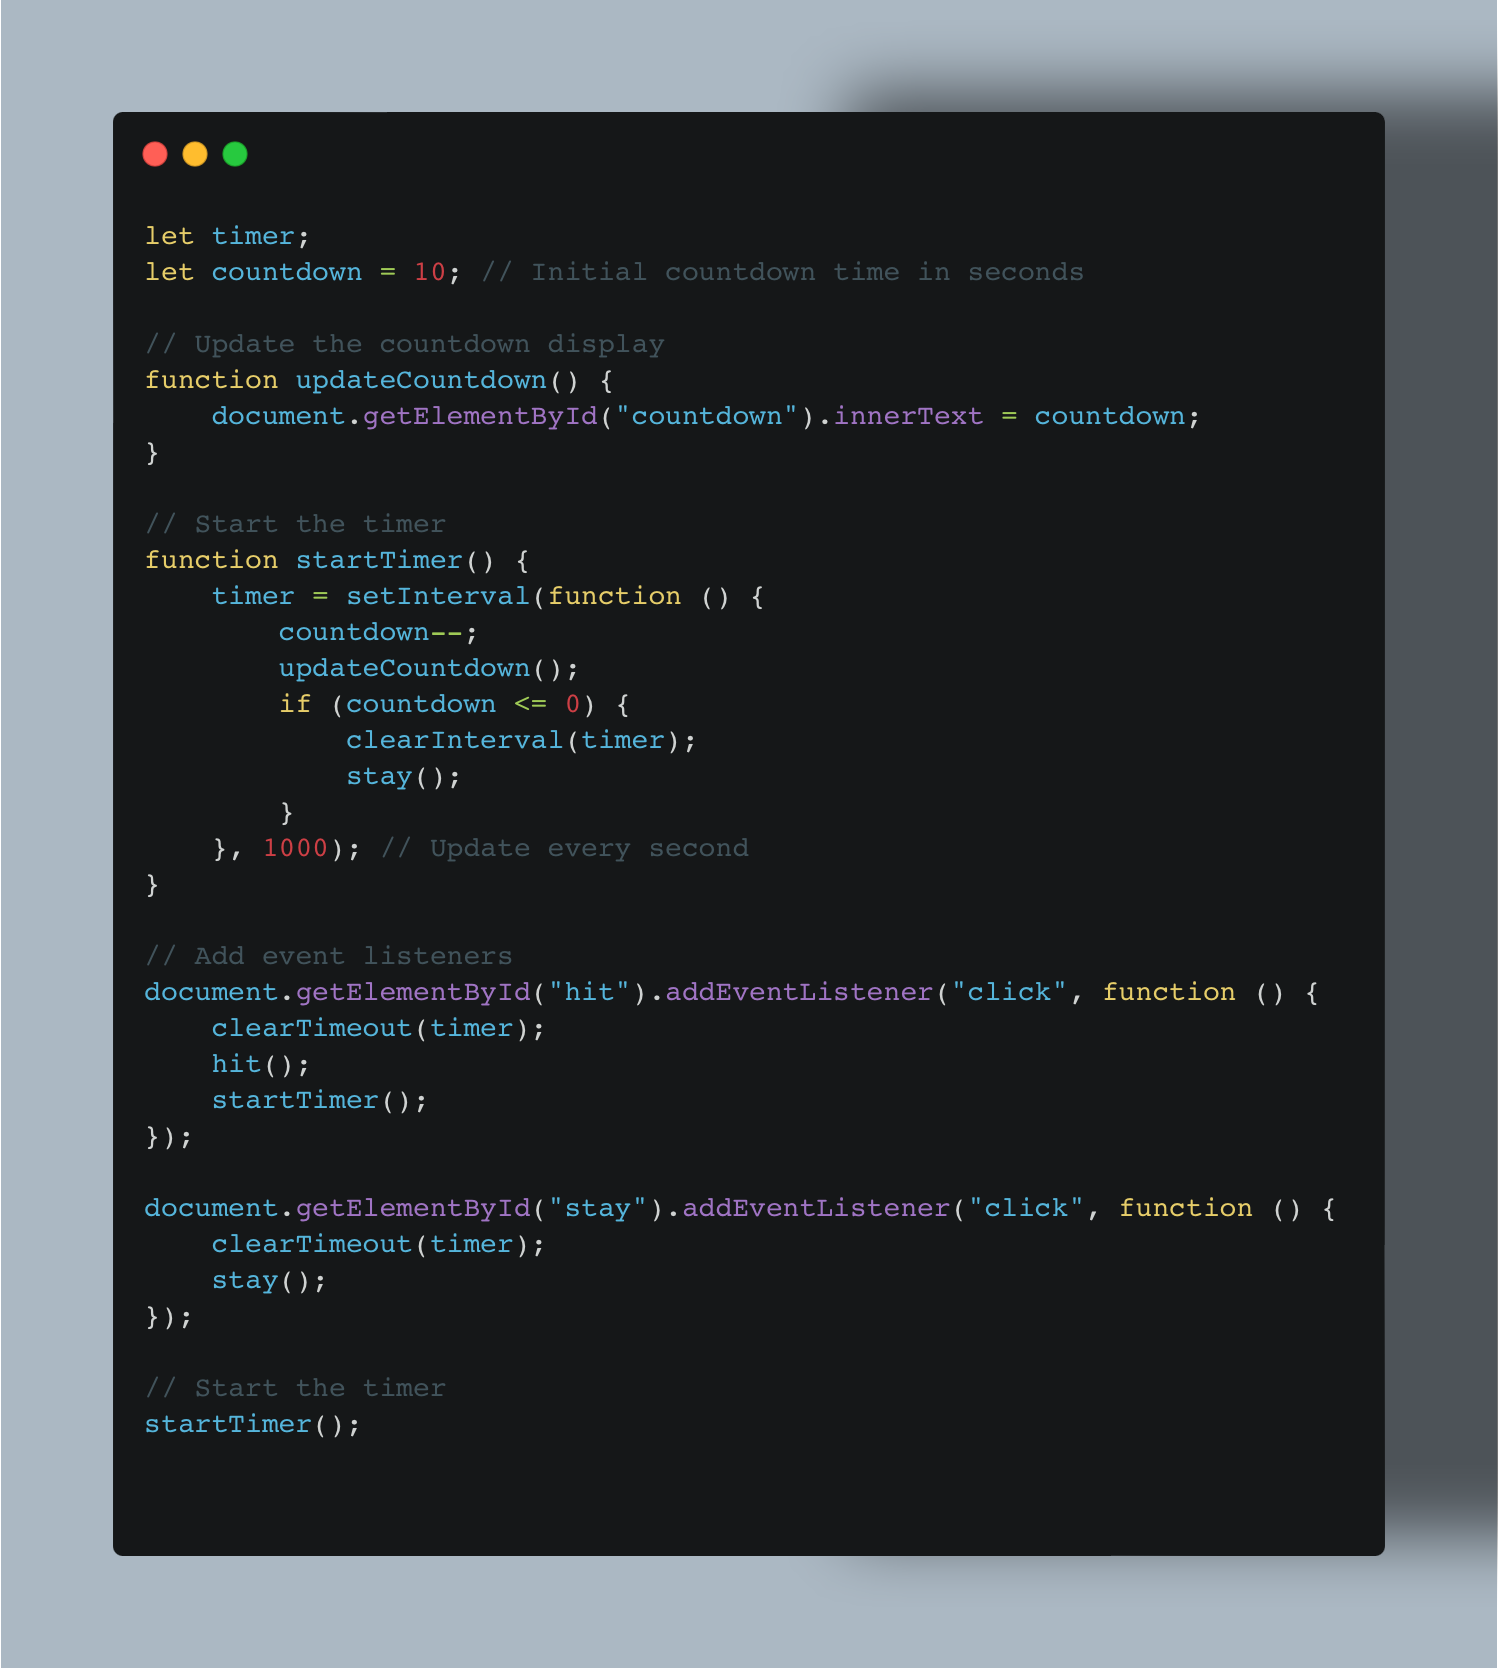 let timer;
let countdown = 10; // Initial countdown time in seconds

// Update the countdown display
function updateCountdown() {
    document.getElementById("countdown").innerText = countdown;
}

// Start the timer
function startTimer() {
    timer = setInterval(function () {
        countdown--;
        updateCountdown();
        if (countdown <= 0) {
            clearInterval(timer);
            stay();
        }
    }, 1000); // Update every second
}

// Add event listeners
document.getElementById("hit").addEventListener("click", function () {
    clearTimeout(timer);
    hit();
    startTimer();
});

document.getElementById("stay").addEventListener("click", function () {
    clearTimeout(timer);
    stay();
});

// Start the timer
startTimer();